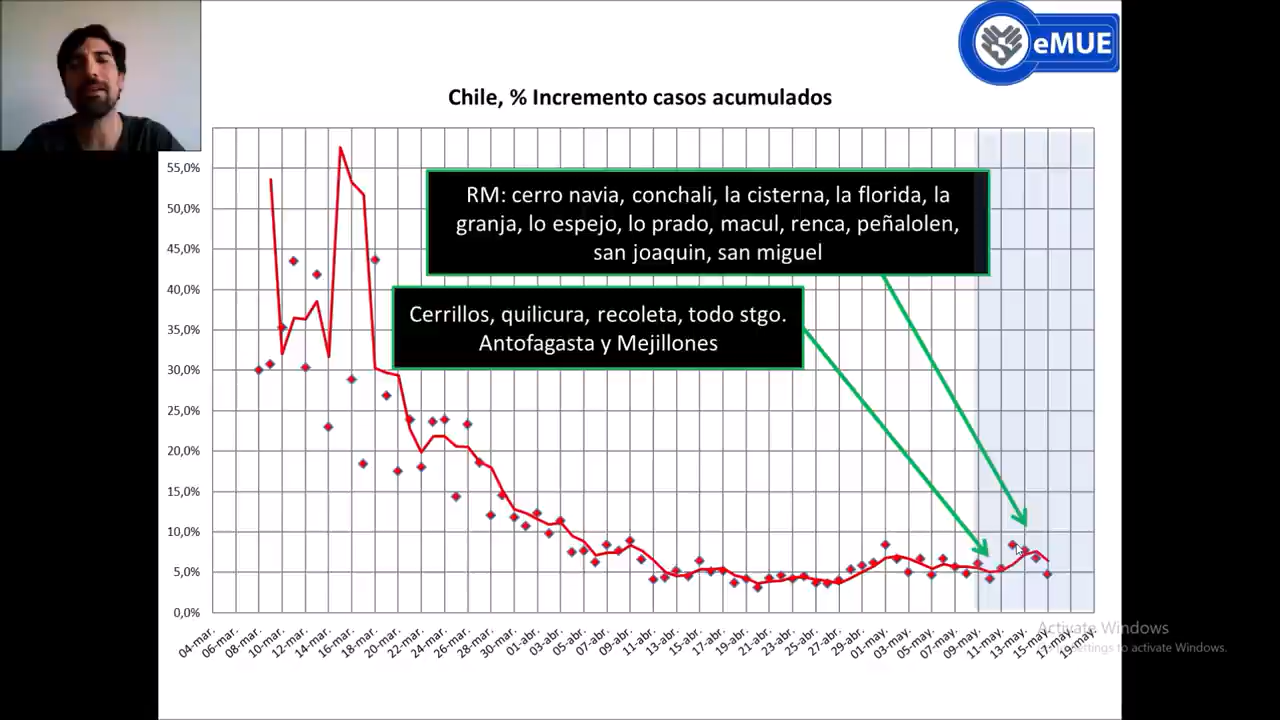 eMUE
Chile, % Incremento casos acumulados
55,0%
50,0%
45,0%
40,0%
35,0%
30,0%
25,0%
20,0%
15,0%
10,0%
5,0%
0,0%
RM: cerro navia, conchali, la cisterna, la florida, la
granja, lo espejo, lo prado, macul, renca, peñalolen,
san joaquin, san miguel
Cerrillos, quilicura, recoleta, todo stgo.
Antofagasta y Mejillones
04-mar.
06-mar.
08-mar.
10-mar.
12-mar.
14-mar.
16-mar.
18-mar.
20-mar.
22-mar.
24-mar.
26-mar.
28-mar.
30-mar.
01-abr.
03-abr.
05-abr.
07-abr.
09-abr.
11-abr.
13-abr.
15-abr.
17-abr.
19-abr.
21-abr.
23-abr.
25-abr.
27-abr.
29-abr.
01-may.
03-may.
05-may.
07-may.
09-may.
11-may.
13-may.
15-may.
17-may.
19-may.
Activate Windows
to activate Windows.